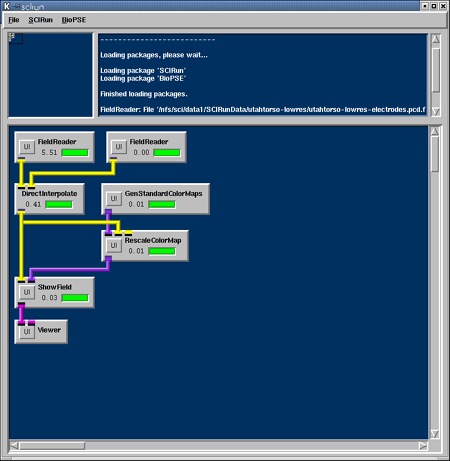 scirun
File SCIRun BioPSE
Loading packages, please wait...
Loading package 'SCIRun'
Loading package 'BioPSE'
Finished loading packages.
FieldReader: File '/nfs/sci/data1/SCIRunData/utahtorso-lowres/utahtorso-lowres-electrodes.pcd.f
UI FieldReader
5.51
UI FieldReader
0.00
DirectInterpolate
0.41
UI GenStandardColorMaps
0.01
UI RescaleColorMap
0.01
UI ShowField
0.03
UI Viewer